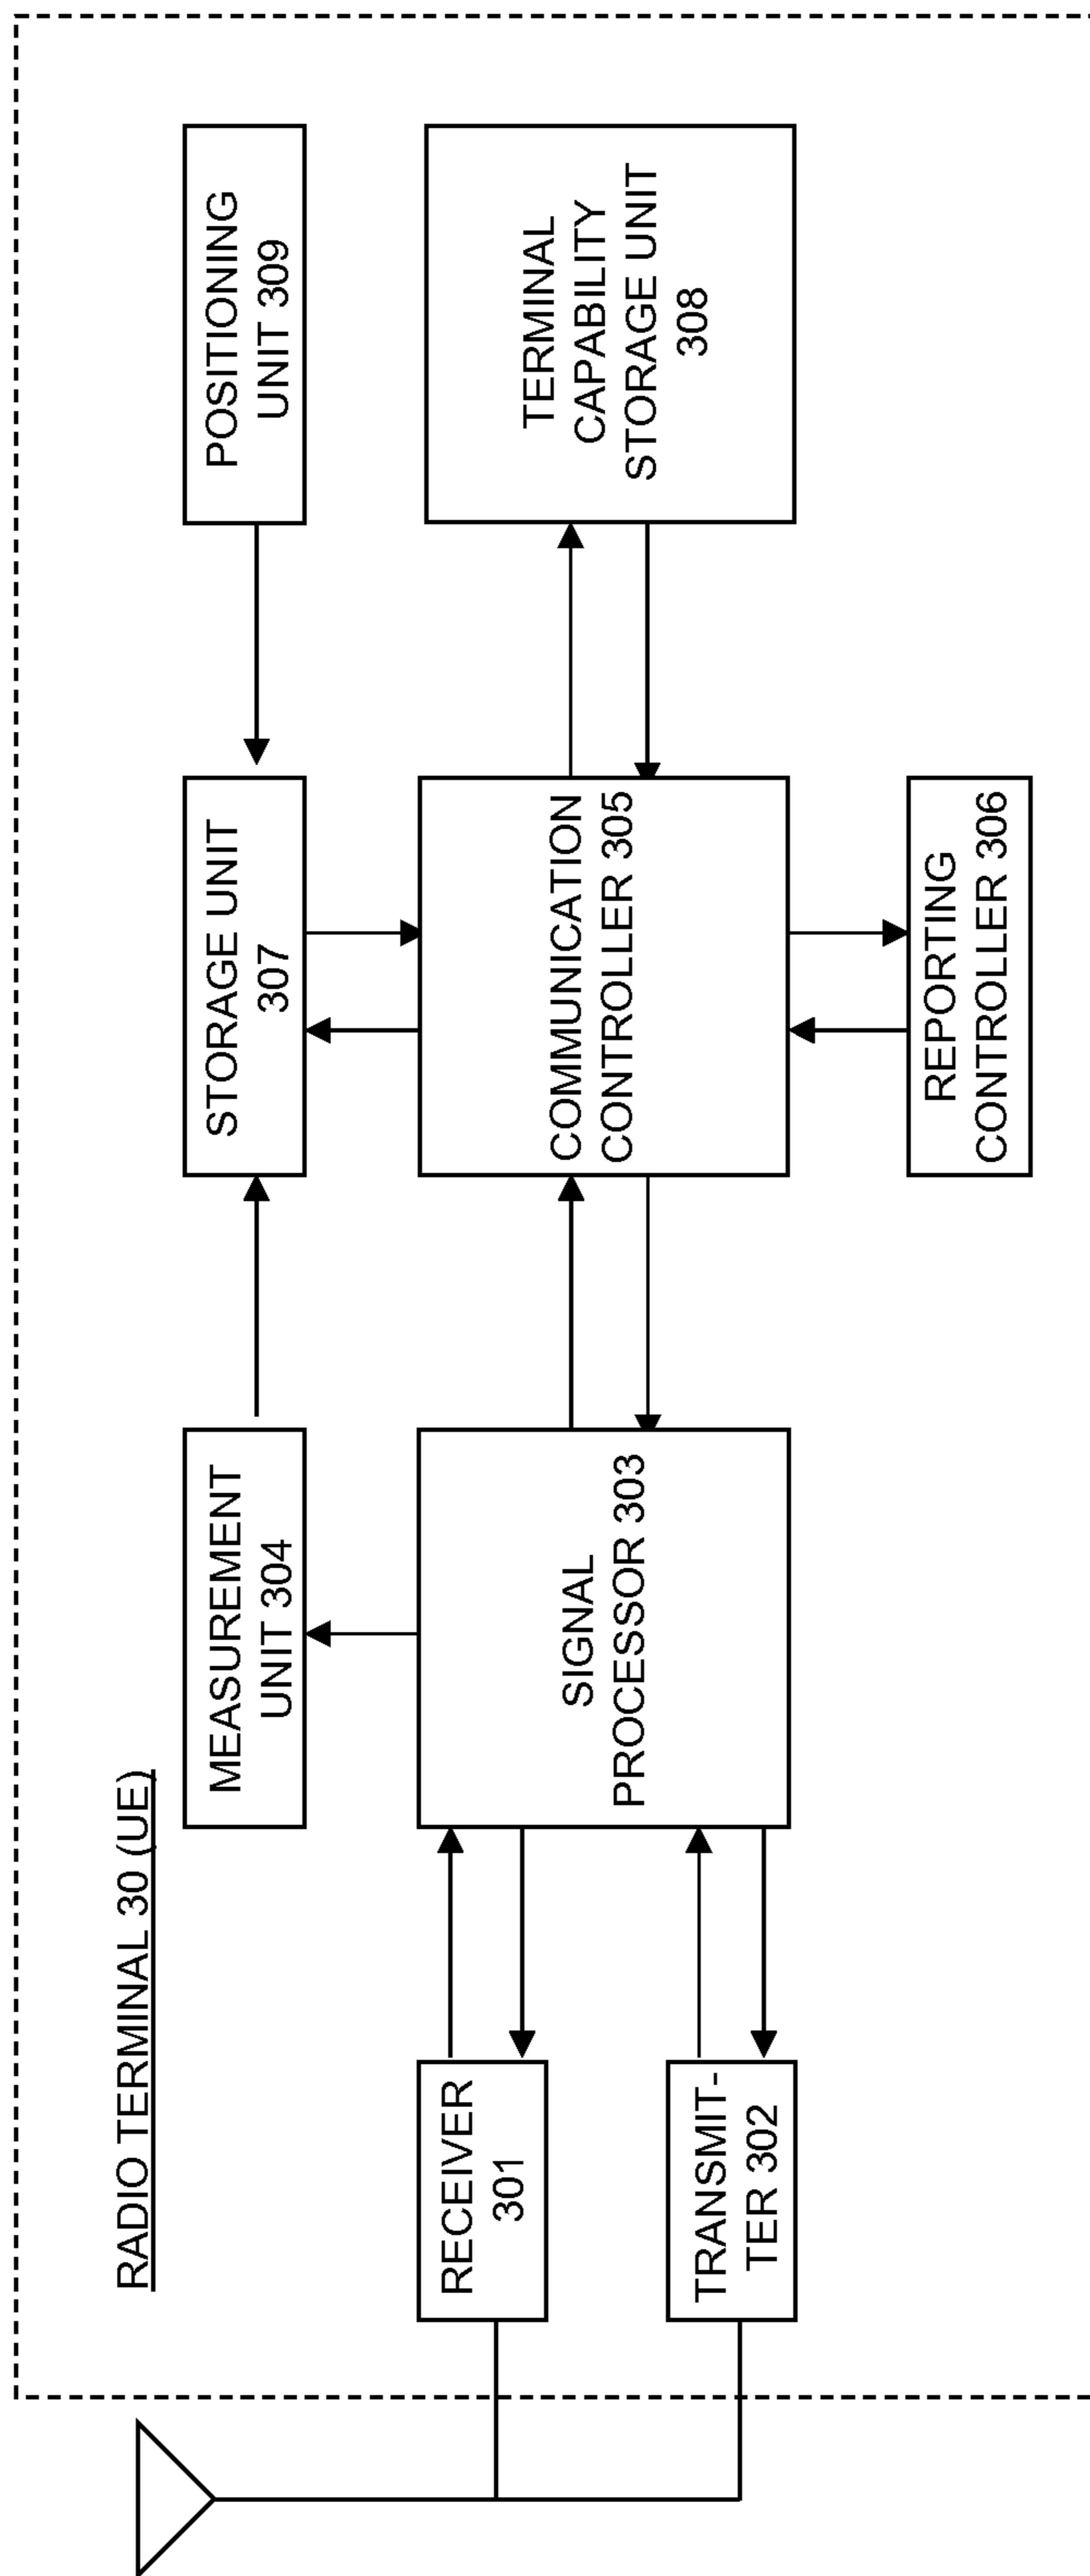 RADIO TERMINAL 30 (UE)
MEASUREMENT
UNIT 304
STORAGE UNIT
307
POSITIONING
UNIT 309
RECEIVER
301
TRANSMIT-
TER 302
SIGNAL
PROCESSOR 303
COMMUNICATION
CONTROLLER 305
TERMINAL
CAPABILITY
STORAGE UNIT
308
REPORTING
CONTROLLER 306